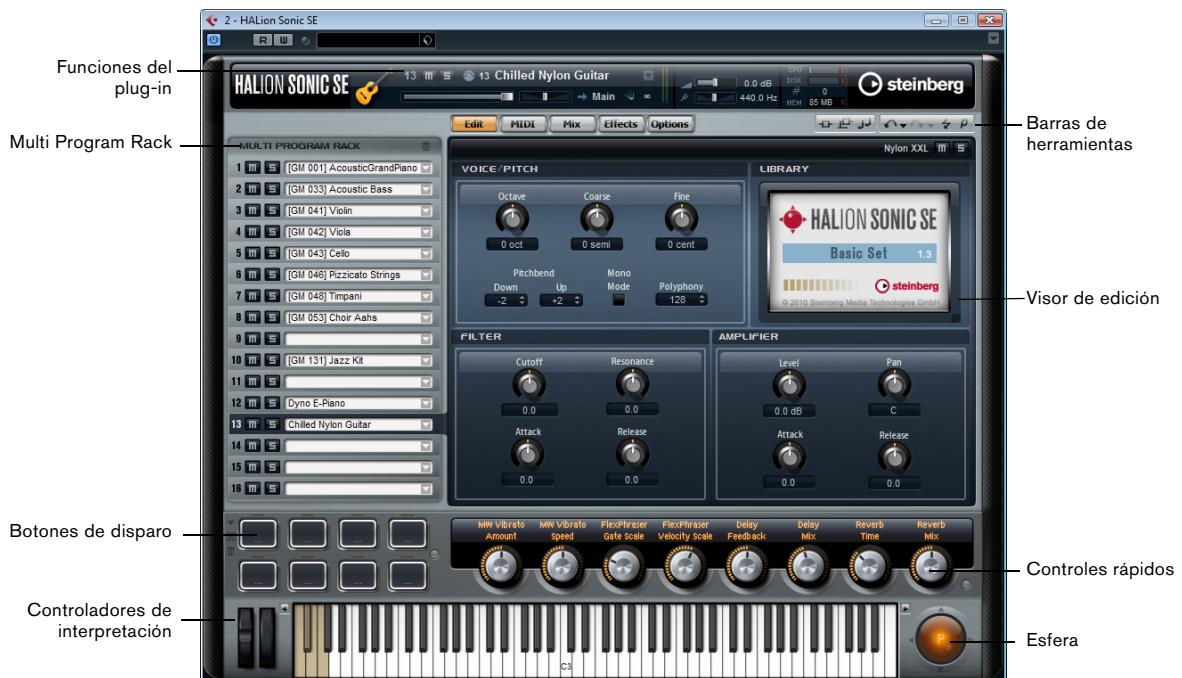 2 - HALion Sonic SE
R W
Funciones del
plug-in
HALION SONIC SE
13 m S 13 Chilled Nylon Guitar
Main
0.0 dB
440.0 Hz
CPU
DISK
# 0
MEM 85 MB
steinberg
Edit MIDI Mix Effects Options
Barras de
herramientas
Multi Program Rack
MULTI PROGRAM RACK
Nylon XXL m S
1 m S [GM 001] AcousticGrandPiano
2 m S [GM 033] Acoustic Bass
3 m S [GM 041] Violin
4 m S [GM 042] Viola
5 m S [GM 043] Cello
6 m S [GM 046] Pizzicato Strings
7 m S [GM 048] Timpani
8 m S [GM 053] Choir Aahs
9 m S
10 m S [GM 131] Jazz Kit
11 m S
12 m S Dyno E-Piano
13 m S Chilled Nylon Guitar
14 m S
15 m S
16 m S
VOICE/PITCH
Octave Coarse Fine
0 oct 0 semi 0 cent
Pitchbend
Down Up
-2 +2
Mono
Mode
Polyphony
128
LIBRARY
HALION SONIC SE
Basic Set 1.3
steinberg
© 2010 Steinberg Media Technologies GmbH
Visor de edición
FILTER
Cutoff Resonance
0.0 0.0
Attack Release
0.0 0.0
AMPLIFIER
Level Pan
0.0 dB C
Attack Release
0.0 0.0
Botones de disparo
... ... ... ...
... ... ... ...
MW Vibrato
Amount
MW Vibrato
Speed
FlexPhraser
Gate Scale
FlexPhraser
Velocity Scale
Delay
Feedback
Delay
Mix
Reverb
Time
Reverb
Mix
Controles rápidos
Controladores de
interpretación
C3
P
Esfera